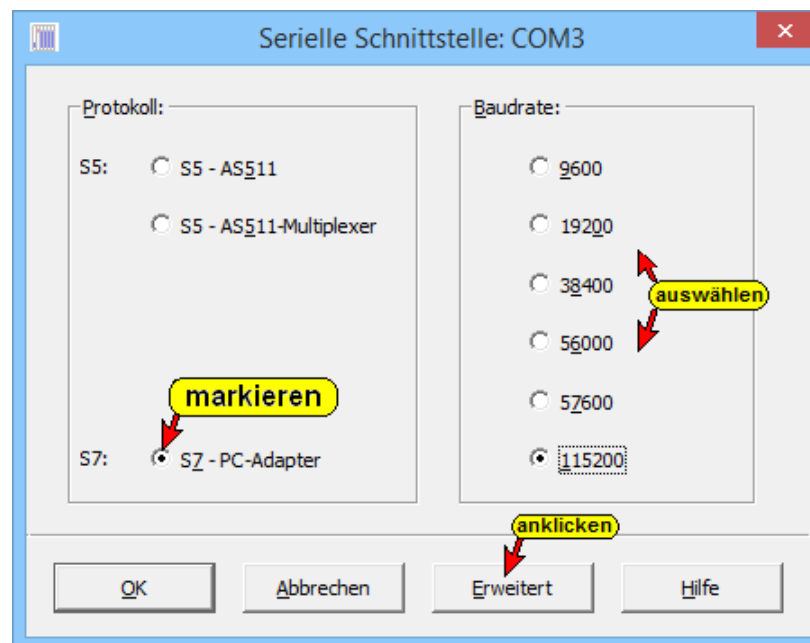 Serielle Schnittstelle: COM3
Protokoll:
S5: S5 - AS511
S5 - AS511-Multiplexer
markieren
S7: S7 - PC-Adapter
Baudrate:
9600
19200
38400
auswählen
56000
57600
115200
anklicken
OK Abbrechen Erweitert Hilfe